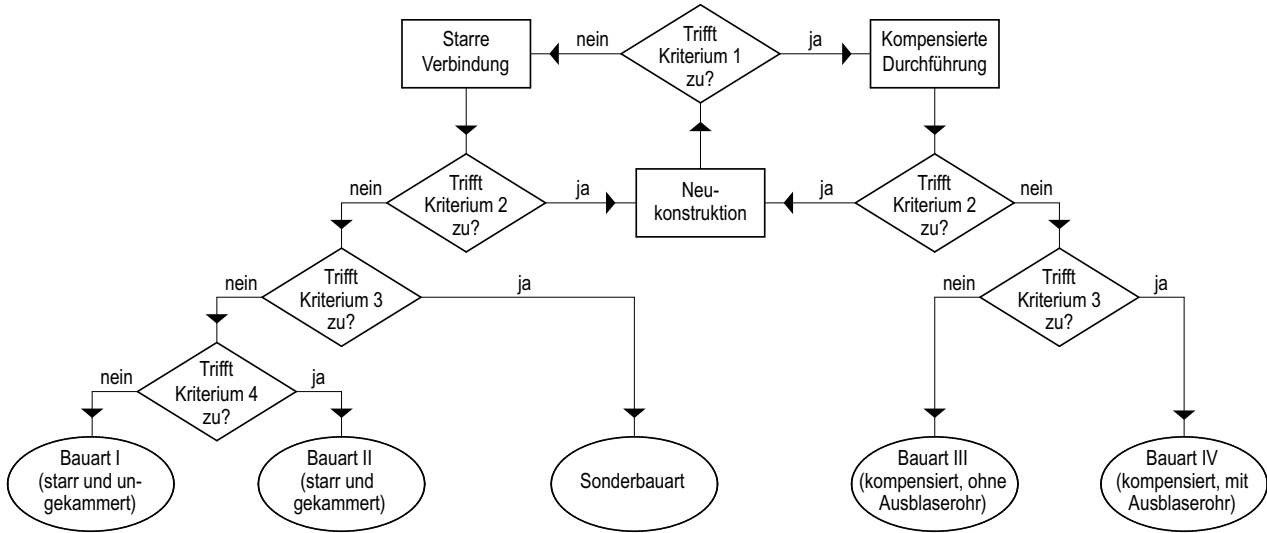 Starre
Verbindung
nein
Trifft
Kriterium 1
zu?
ja
Kompensierte
Durchführung
nein
Trifft
Kriterium 2
zu?
ja
Neu-
konstruktion
ja
Trifft
Kriterium 2
zu?
nein
nein
Trifft
Kriterium 3
zu?
ja
nein
Trifft
Kriterium 3
zu?
ja
nein
Trifft
Kriterium 4
zu?
ja
Bauart I
(starr und un-
gekammert)
Bauart II
(starr und
gekammert)
Sonderbauart
Bauart III
(kompensiert, ohne
Ausblaserohr)
Bauart IV
(kompensiert, mit
Ausblaserohr)